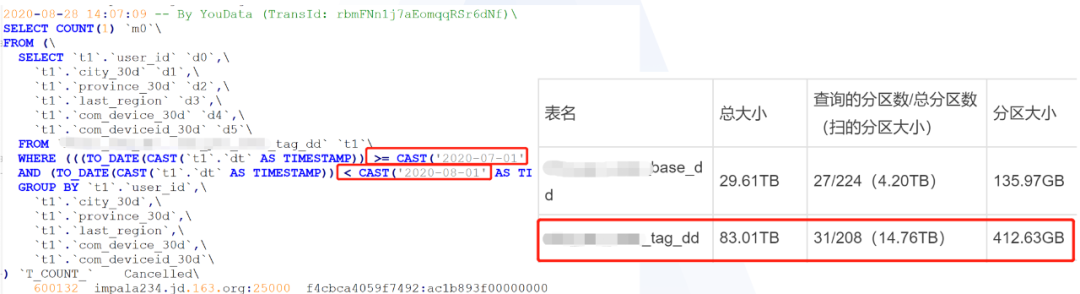 2020-08-28 14:07:09 -- By YouData (TransId: rbmFNn1j7aEomqqRSr6dNf)\
SELECT COUNT(1) `m0`\
FROM (\
SELECT `t1`.`user_id` `d0`,\
`t1`.`city_30d` `d1`,\
`t1`.`province_30d` `d2`,\
`t1`.`last_region` `d3`,\
`t1`.`com_device_30d` `d4`,\
`t1`.`com_deviceid_30d` `d5`\
FROM _tag_dd` `t1`\
WHERE (((TO_DATE(CAST(`t1`.`dt` AS TIMESTAMP)) >= CAST('2020-07-01'
AND (TO_DATE(CAST(`t1`.`dt` AS TIMESTAMP)) < CAST('2020-08-01' AS TI
GROUP BY `t1`.`user_id`,\
`t1`.`city_30d`,\
`t1`.`province_30d`,\
`t1`.`last_region`,\
`t1`.`com_device_30d`,\
`t1`.`com_deviceid_30d`\
) `T_COUNT_` Cancelled\
600132 impala234.jd.163.org:25000 f4cbca4059f7492:ac1b893f00000000
表名 总大小 查询的分区数/总分区数（扫的分区大小） 分区大小
_base_dd 29.61TB 27/224（4.20TB） 135.97GB
_tag_dd 83.01TB 31/208（14.76TB） 412.63GB